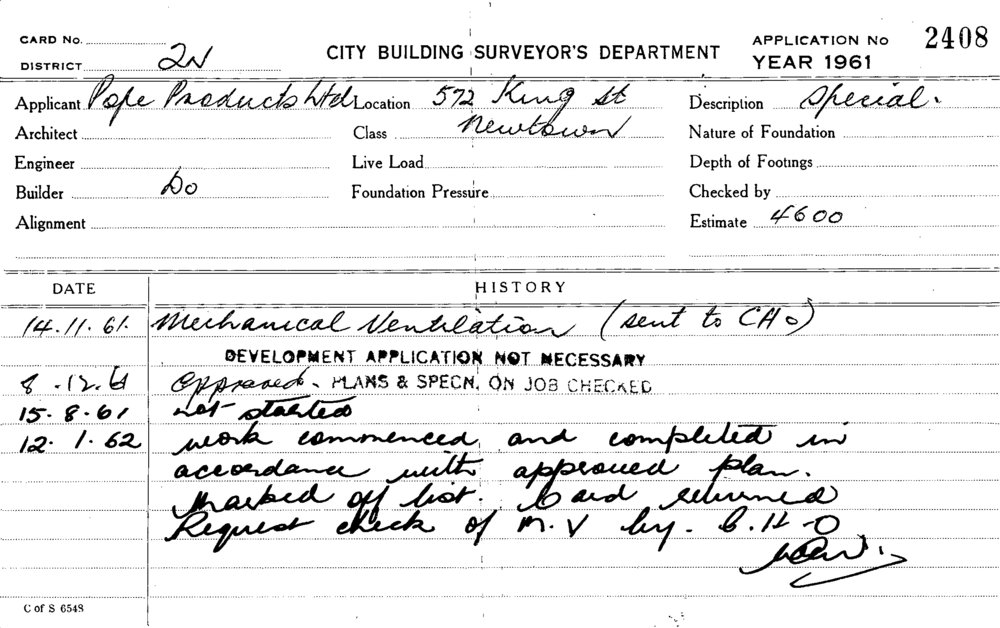 CARD No.
DISTRICT 2N
CITY BUILDING SURVEYOR'S DEPARTMENT
APPLICATION No 2408
YEAR 1961
Applicant Pope Products Ltd Location 572 King St Description Special.
Architect Class Newtown Nature of Foundation
Engineer Live Load Depth of Footings
Builder Do Foundation Pressure Checked by
Alignment Estimate 4600
DATE HISTORY
14.11.61. Mechanical Ventilation (sent to CHO)
DEVELOPMENT APPLICATION NOT NECESSARY
8.12.61 Approved. PLANS & SPECN. ON JOB CHECKED
15.8.61 not started
12.1.62 work commenced and completed in
accordance with approved plan.
Marked off list. Card returned
Request check of M.V by. C.H-O
C of S 6548